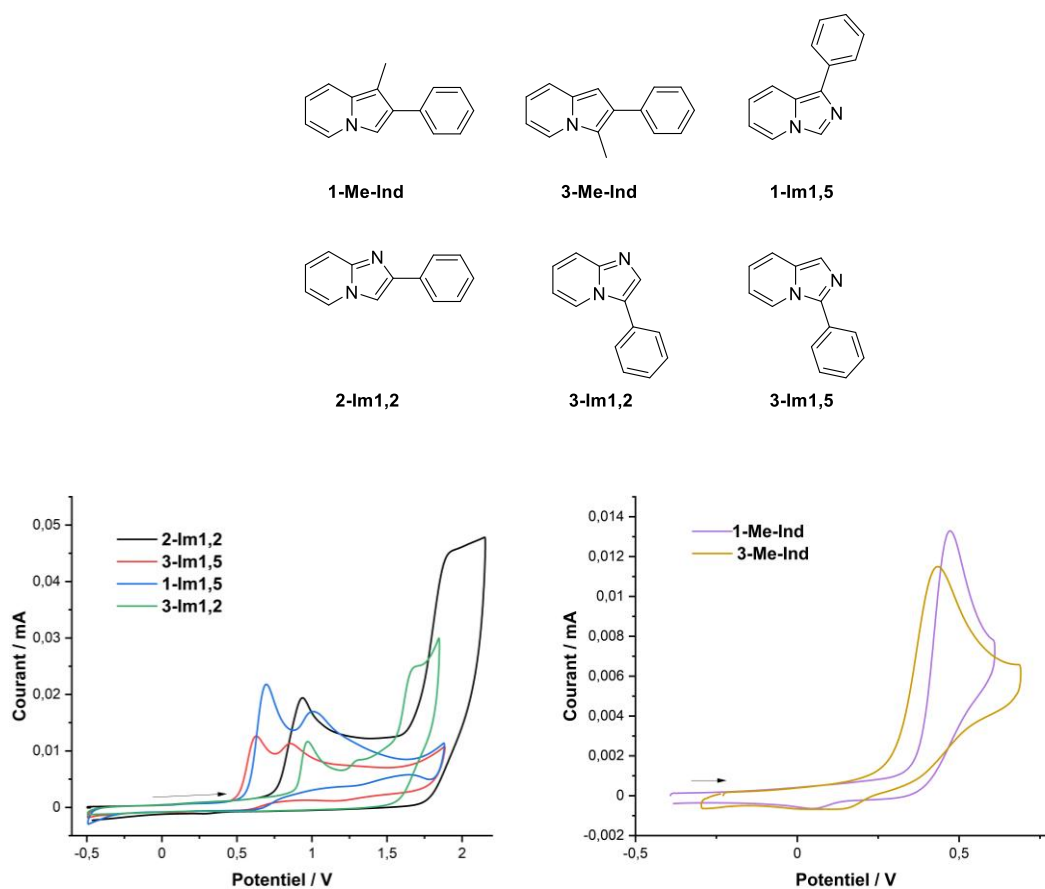 1-Me-Ind
3-Me-Ind
1-Im1,5
N
N
N
N
2-Im1,2
3-Im1,2
3-Im1,5
N
N
N
N
N
N
0,05
0,04
0,03
0,02
0,01
0
Courant / mA
2-Im1,2
3-Im1,5
1-Im1,5
3-Im1,2
-0,5
0
0,5
1
1,5
2
Potentiel / V
0,014
0,012
0,010
0,008
0,006
0,004
0,002
0
-0,002
Courant / mA
1-Me-Ind
3-Me-Ind
-0,5
0
0,5
Potentiel / V